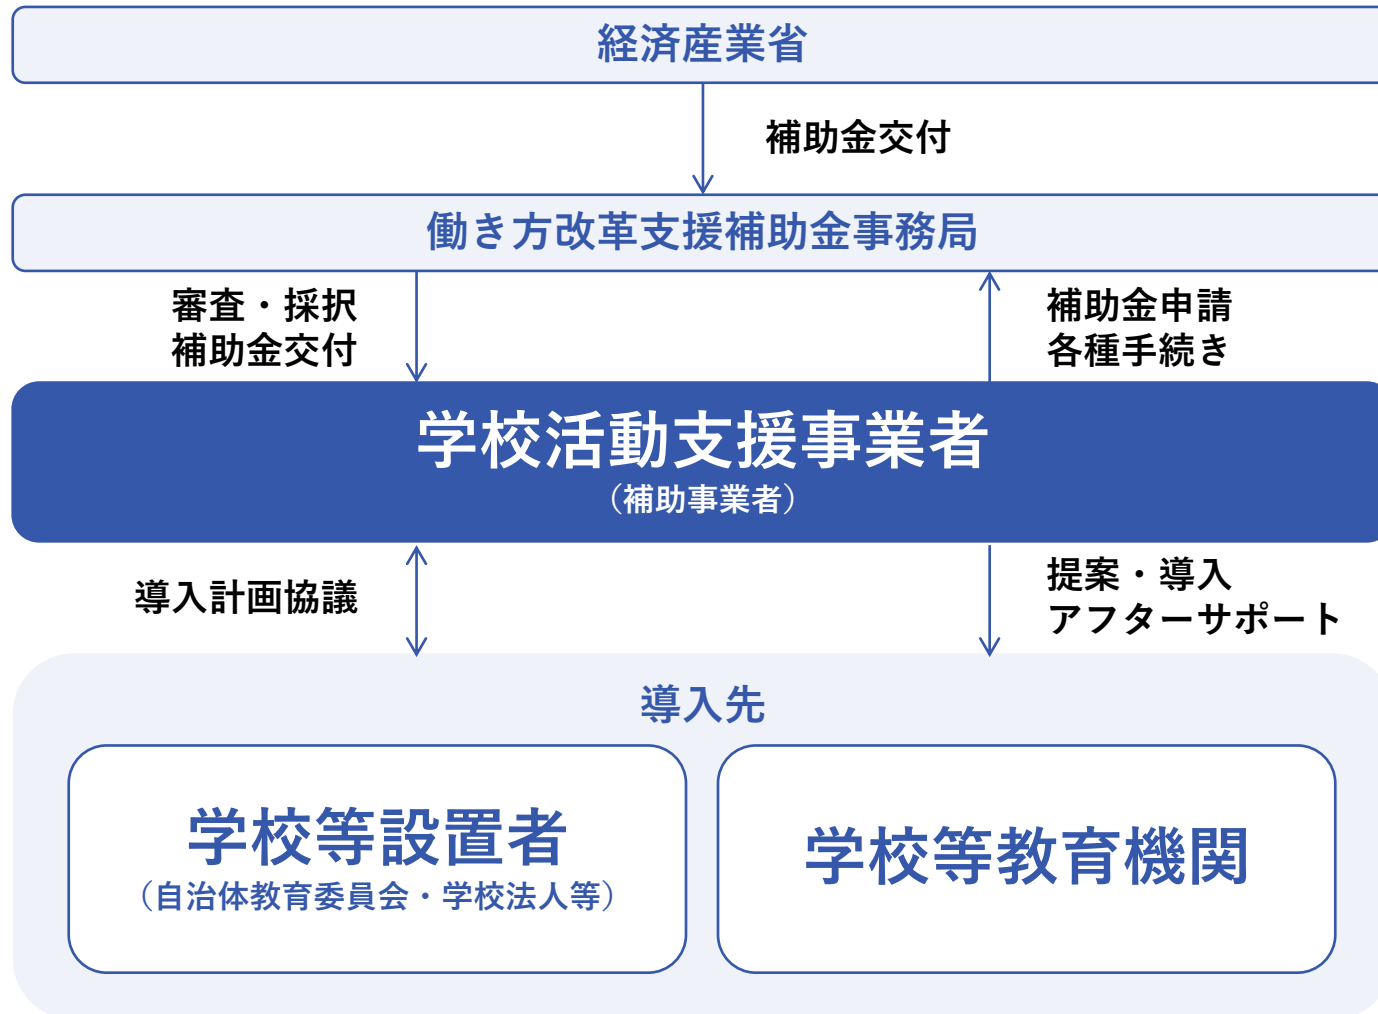 経済産業省
補助金交付
働き方改革支援補助金事務局
審査・採択
補助金交付
補助金申請
各種手続き
学校活動支援事業者
（補助事業者）
導入計画協議
提案・導入
アフターサポート
導入先
学校等設置者
（自治体教育委員会・学校法人等）
学校等教育機関